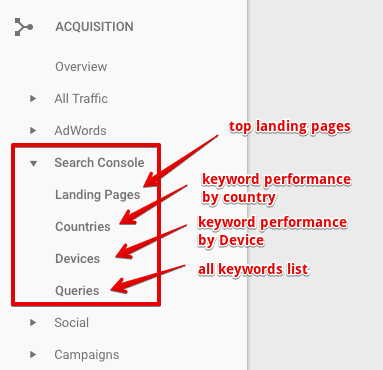 ACQUISITION
Overview
All Traffic
AdWords
Search Console
Landing Pages
Countries
Devices
Queries
Social
Campaigns
top landing pages
keyword performance
by country
keyword performance
by Device
all keywords list